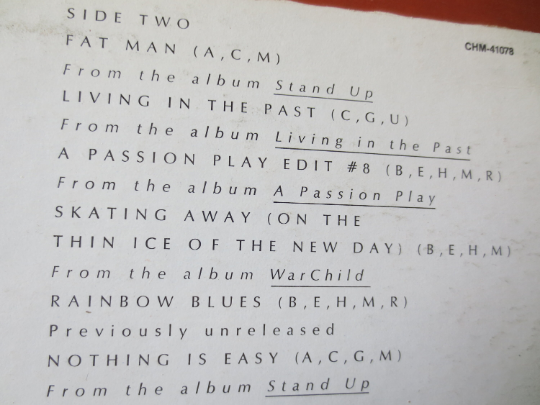 SIDE TWO
CHM-41078
FAT MAN (A,C,M)
From the album Stand Up
LIVING IN THE PAST (C,G,U)
From the album Living in the Past
A PASSION PLAY EDIT #8 (B,E,H,M,R)
From the album A Passion Play
SKATING AWAY (ON THE
THIN ICE OF THE NEW DAY) (B,E,H,M)
From the album WarChild
RAINBOW BLUES (B,E,H,M,R)
Previously unreleased
NOTHING IS EASY (A,C,G,M)
From the album Stand Up